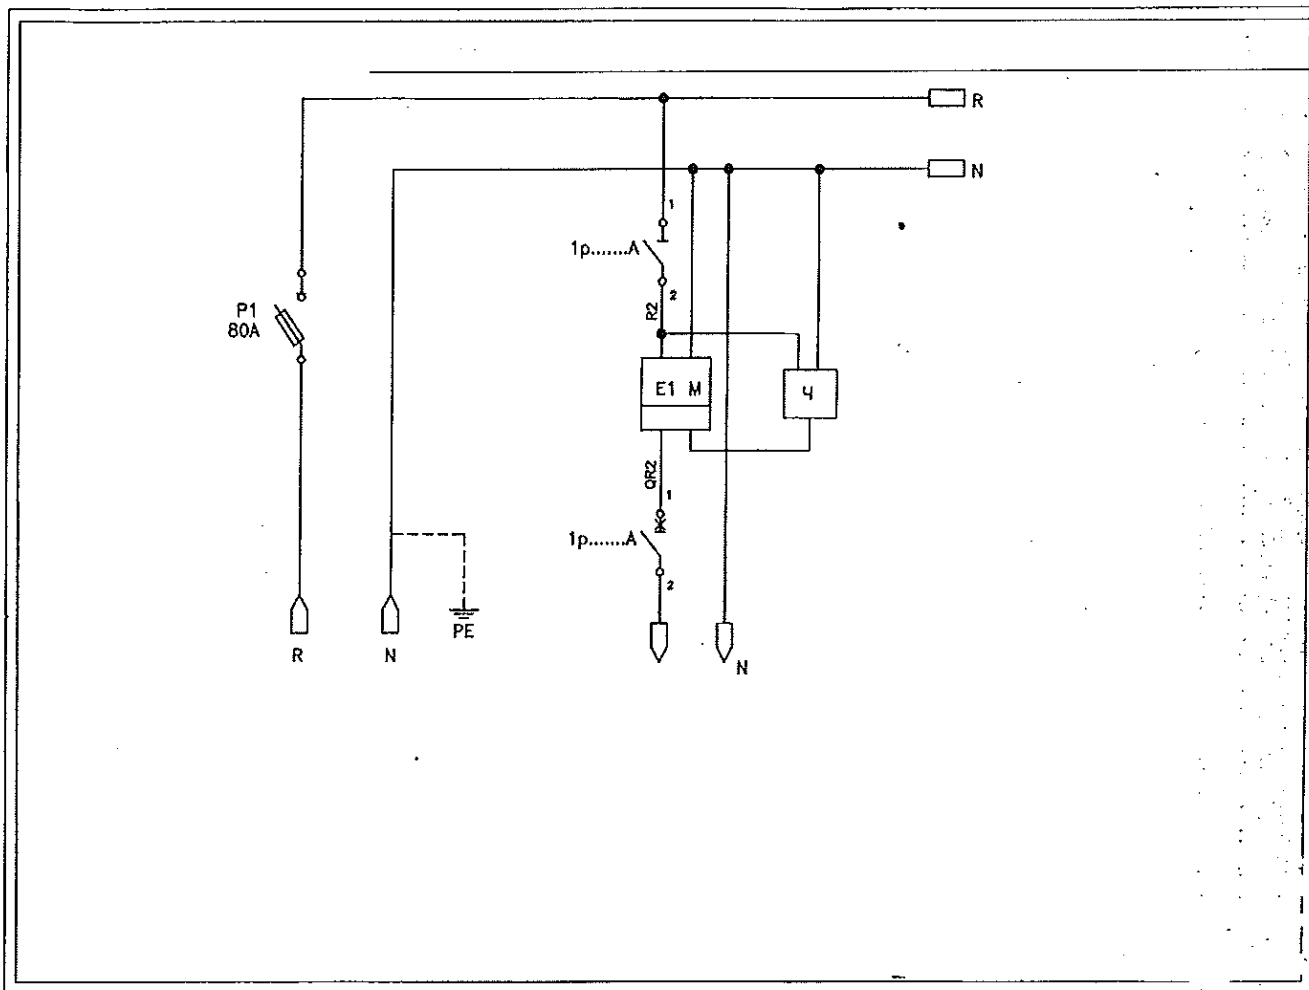 R
N
1
1p.......A
2
R2
P1
80A
E1 M
Ч
QR2
1
1p.......A
2
PE
R
N
N